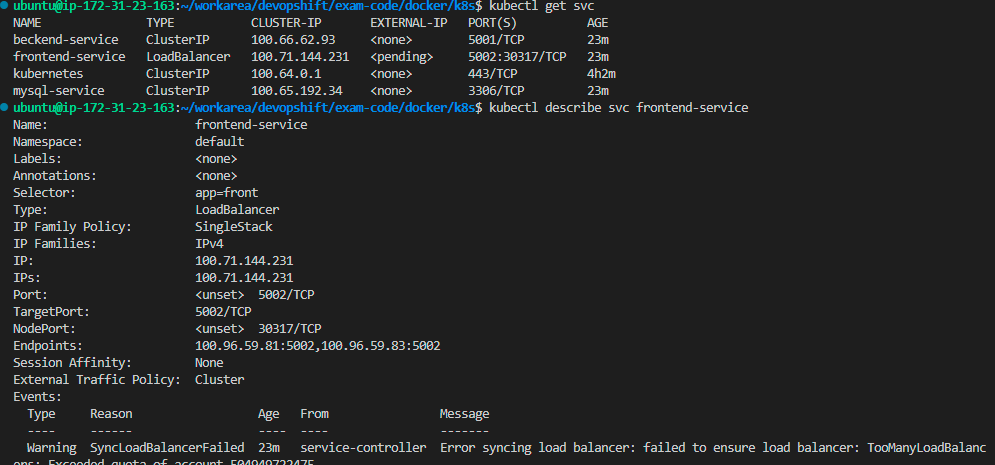 ubuntu@ip-172-31-23-163:~/workarea/devopshift/exam-code/docker/k8s$ kubectl get svc
NAME TYPE CLUSTER-IP EXTERNAL-IP PORT(S) AGE
beckend-service ClusterIP 100.66.62.93 <none> 5001/TCP 23m
frontend-service LoadBalancer 100.71.144.231 <pending> 5002:30317/TCP 23m
kubernetes ClusterIP 100.64.0.1 <none> 443/TCP 4h2m
mysql-service ClusterIP 100.65.192.34 <none> 3306/TCP 23m
ubuntu@ip-172-31-23-163:~/workarea/devopshift/exam-code/docker/k8s$ kubectl describe svc frontend-service
Name: frontend-service
Namespace: default
Labels: <none>
Annotations: <none>
Selector: app=front
Type: LoadBalancer
IP Family Policy: SingleStack
IP Families: IPv4
IP: 100.71.144.231
IPs: 100.71.144.231
Port: <unset> 5002/TCP
TargetPort: 5002/TCP
NodePort: <unset> 30317/TCP
Endpoints: 100.96.59.81:5002,100.96.59.83:5002
Session Affinity: None
External Traffic Policy: Cluster
Events:
Type Reason Age From Message
---- ------ ---- ---- -------
Warning SyncLoadBalancerFailed 23m service-controller Error syncing load balancer: failed to ensure load balancer: TooManyLoadBalanc
ers: Exceeded quota of account 504949722475